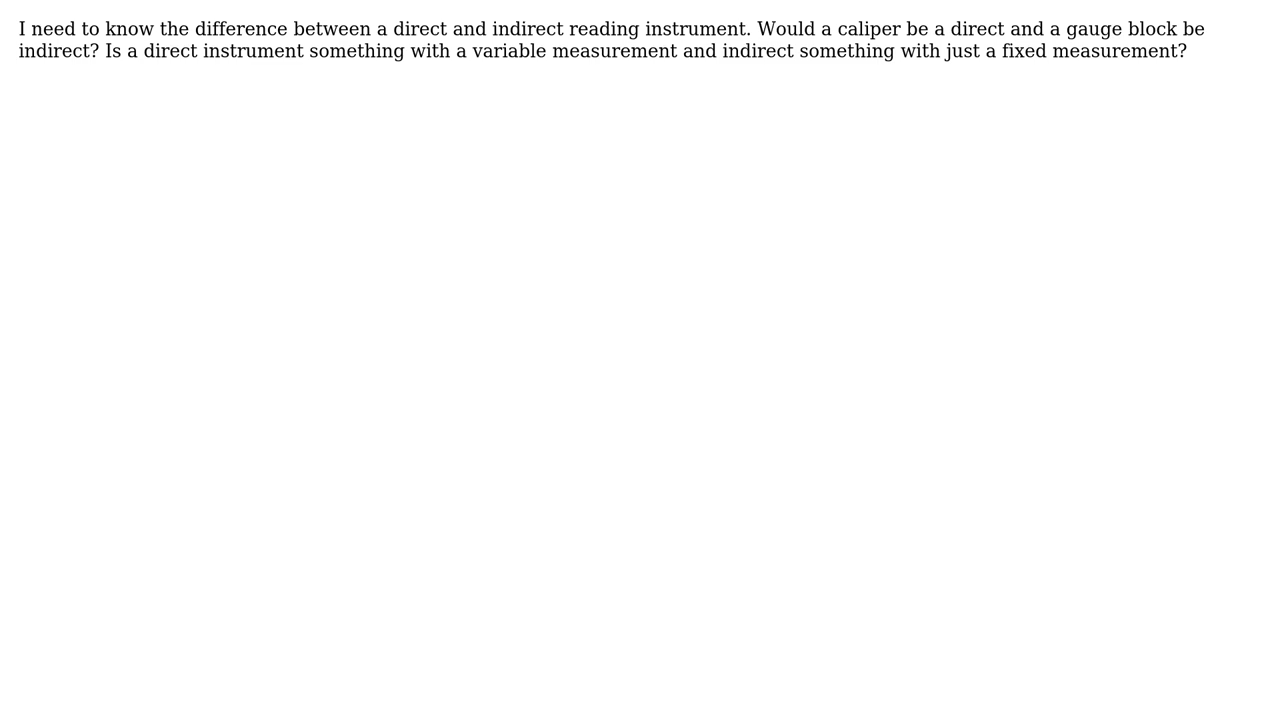 I need to know the difference between a direct and indirect reading instrument. Would a caliper be a direct and a gauge block be
indirect? Is a direct instrument something with a variable measurement and indirect something with just a fixed measurement?